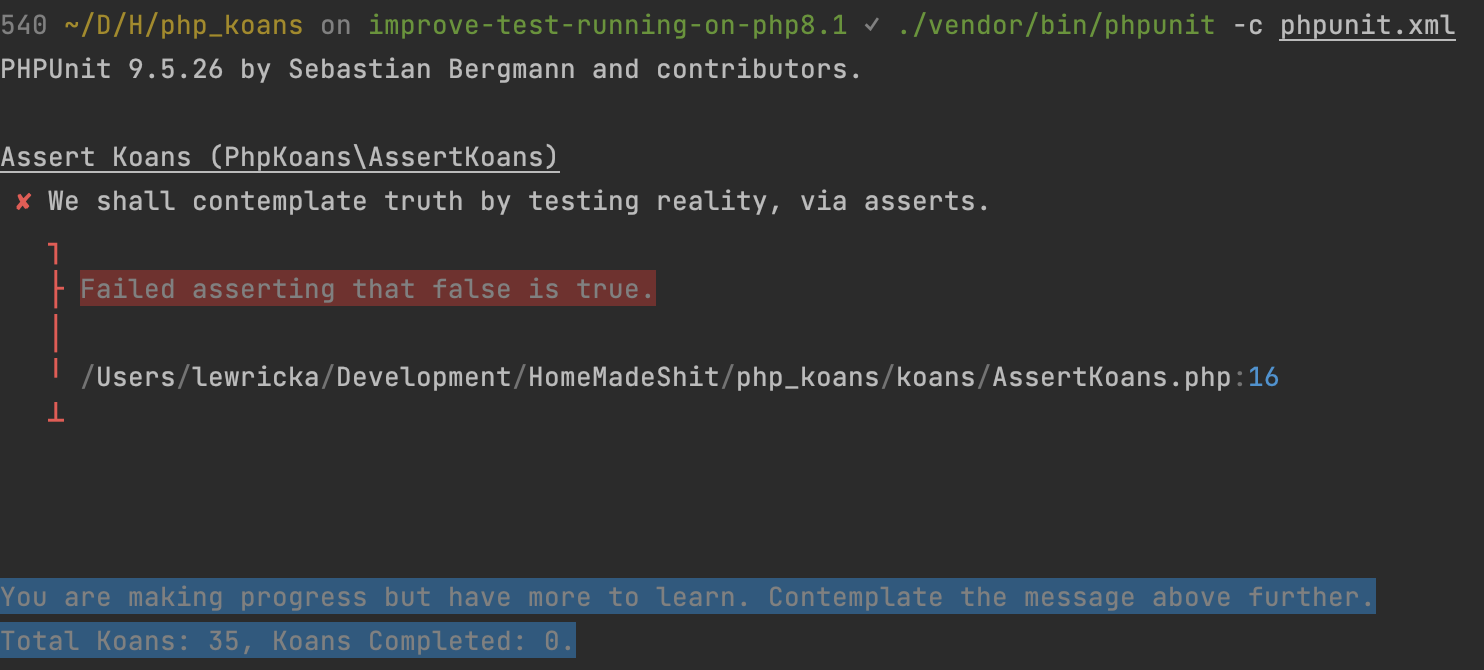 540 ~/D/H/php_koans on improve-test-running-on-php8.1 ✓ ./vendor/bin/phpunit -c phpunit.xml
PHPUnit 9.5.26 by Sebastian Bergmann and contributors.
Assert Koans (PhpKoans\AssertKoans)
✘ We shall contemplate truth by testing reality, via asserts.
Failed asserting that false is true.
/Users/lewricka/Development/HomeMadeShit/php_koans/koans/AssertKoans.php:16
You are making progress but have more to learn. Contemplate the message above further.
Total Koans: 35, Koans Completed: 0.